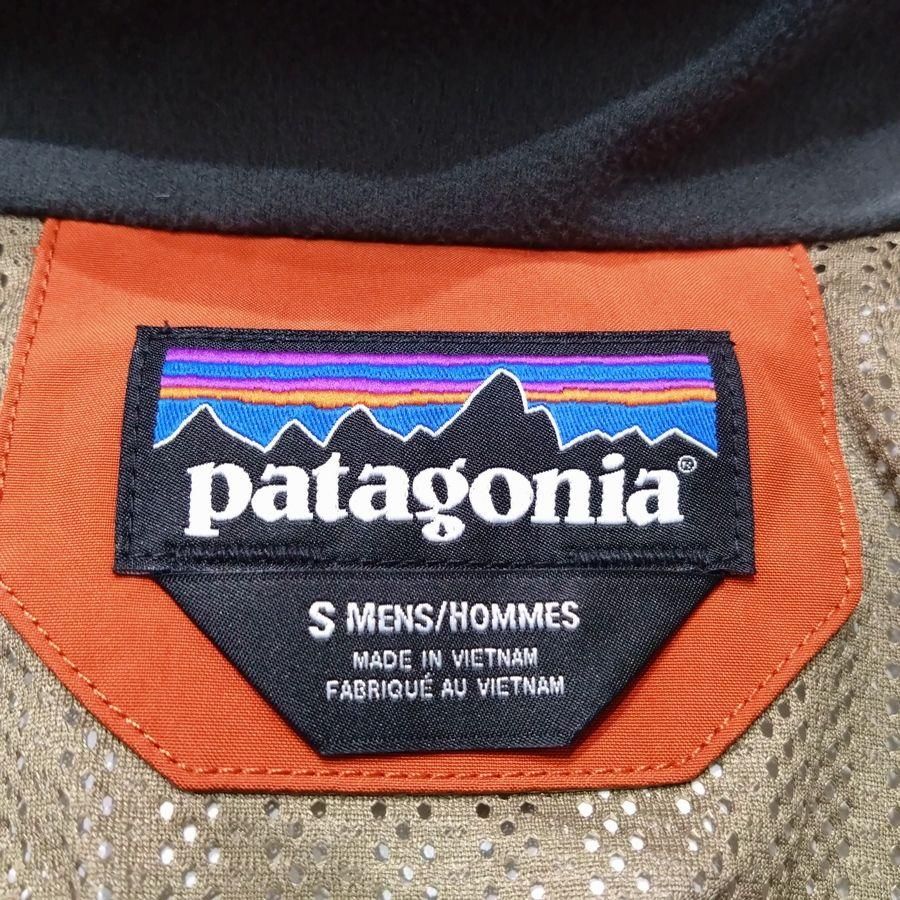 patagonia®
S MENS/HOMMES
MADE IN VIETNAM
FABRIQUÉ AU VIETNAM